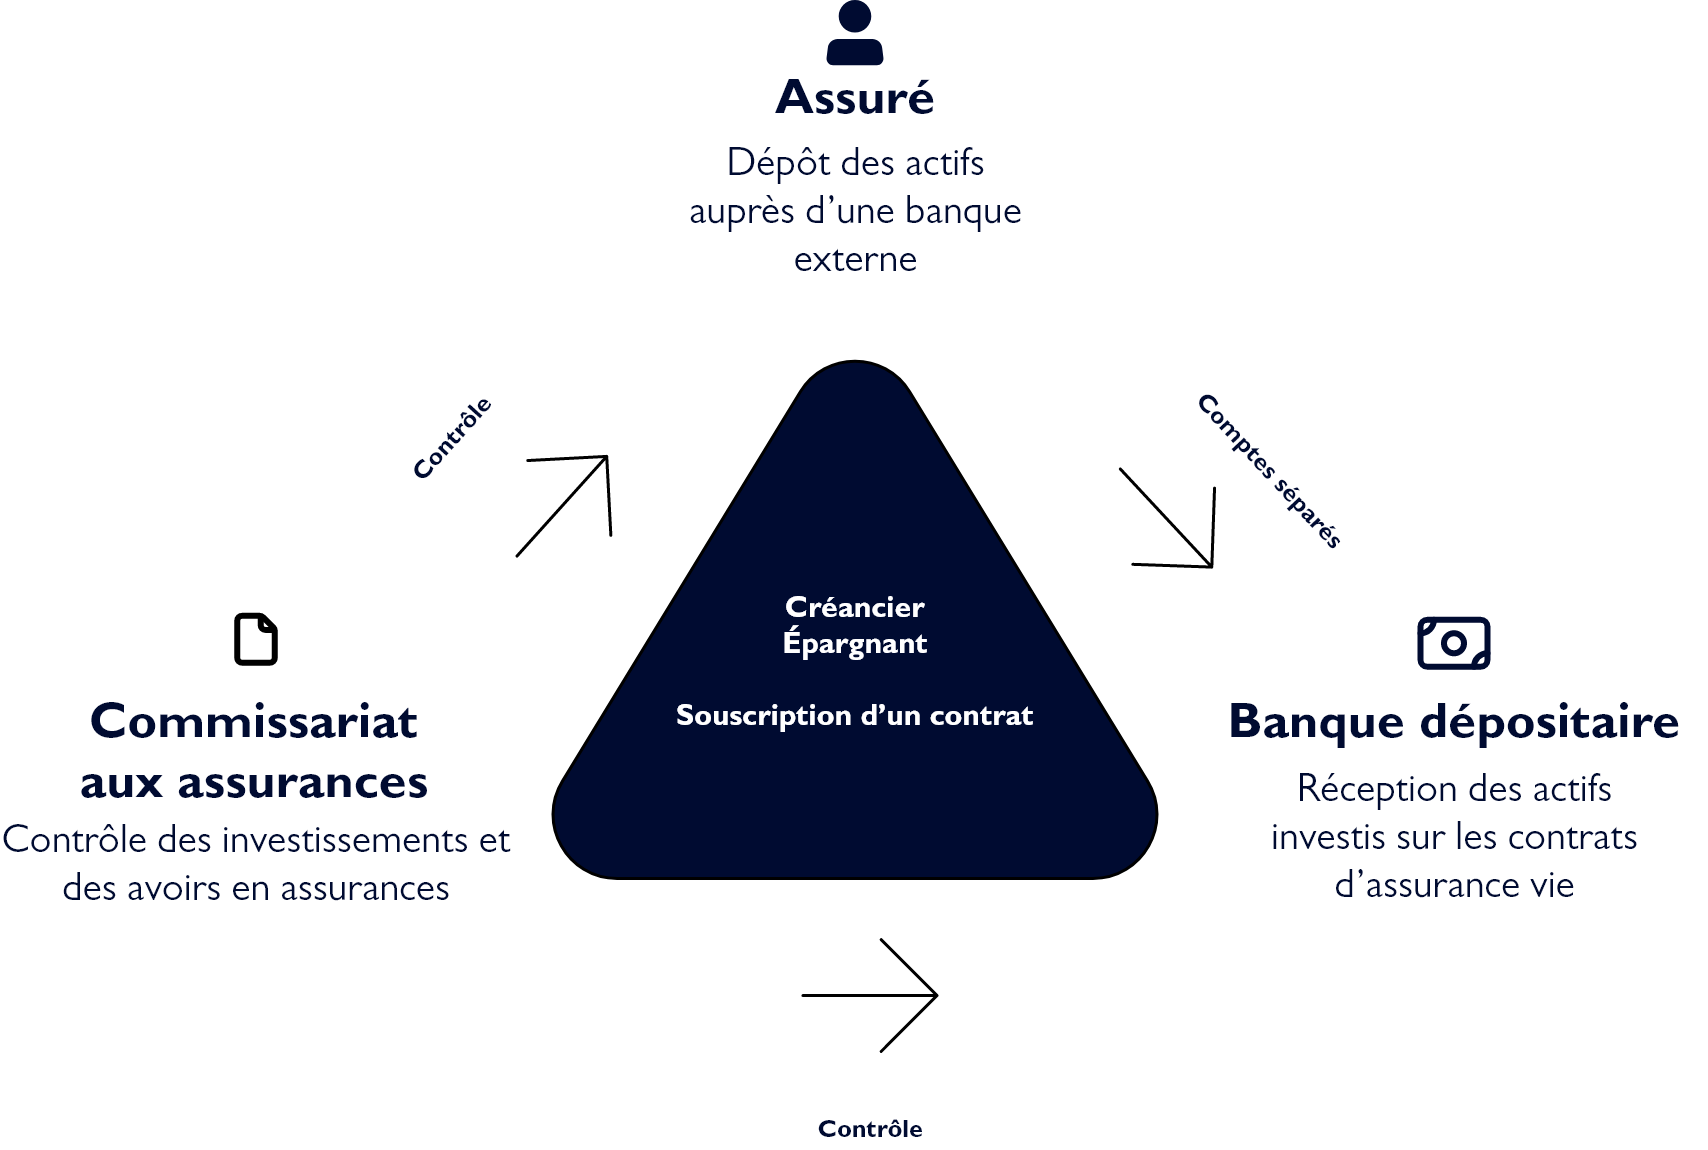 Assuré
Dépôt des actifs
auprès d’une banque
externe
Contrôle
Comptes séparés
Créancier
Épargnant
Souscription d’un contrat
Commissariat
aux assurances
Contrôle des investissements et
des avoirs en assurances
Banque dépositaire
Réception des actifs
investis sur les contrats
d’assurance vie
Contrôle